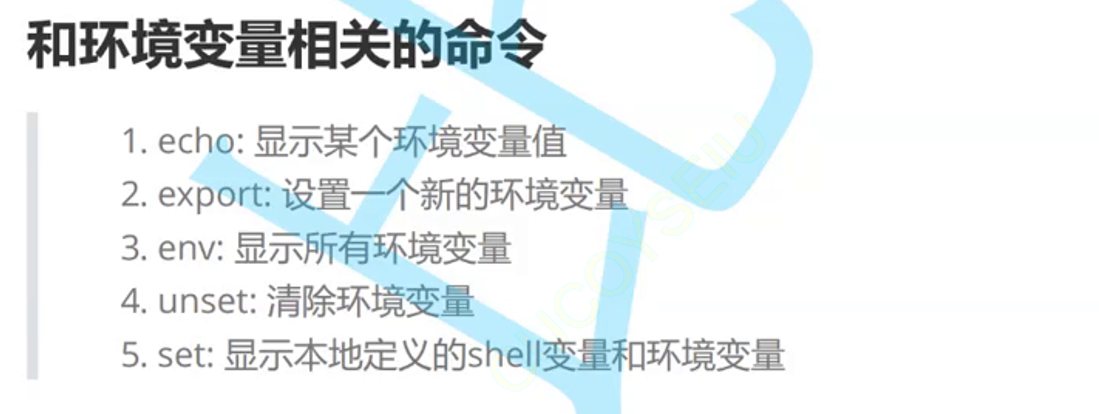 和环境变量相关的命令
1. echo: 显示某个环境变量值
2. export: 设置一个新的环境变量
3. env: 显示所有环境变量
4. unset: 清除环境变量
5. set: 显示本地定义的shell变量和环境变量